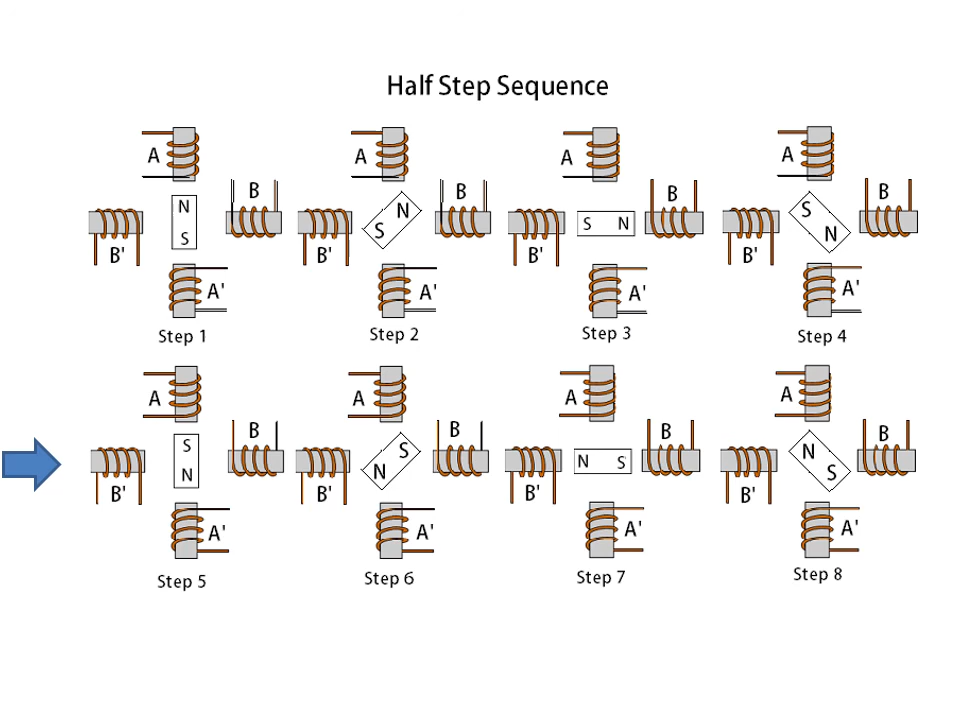 Half Step Sequence
A B B' N S A' Step 1
A B B' N S A' Step 2
A B B' S N A' Step 3
A B B' S N A' Step 4
A B B' S N A' Step 5
A B B' S N A' Step 6
A B B' N S A' Step 7
A B B' N S A' Step 8